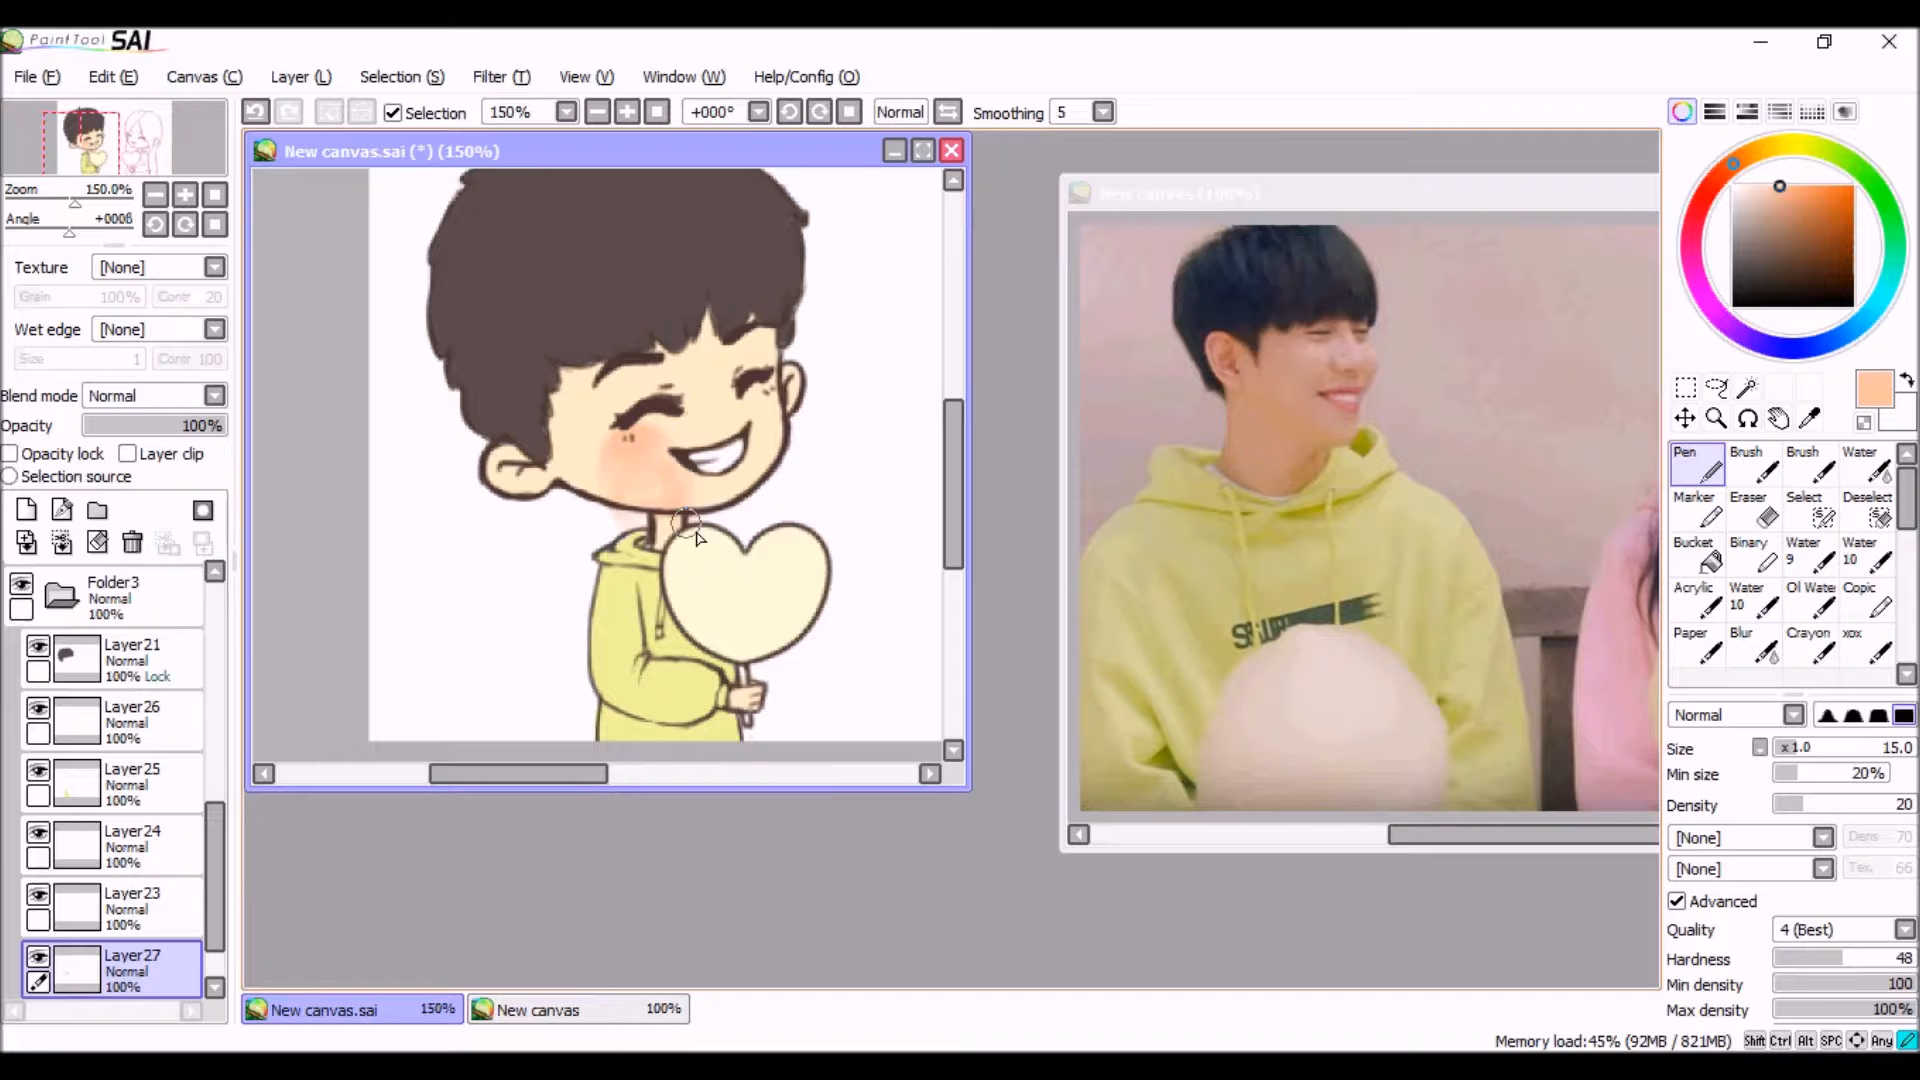 PaintTool SAI
File (F) Edit (E) Canvas (C) Layer (L) Selection (S) Filter (T) View (V) Window (W) Help/Config (O)
Selection 150% +000° Normal Smoothing 5
New canvas.sai (*) (150%)
New canvas (100%)
Zoom 150.0%
Angle +000ß
Texture [None]
Grain 100% Contr 20
Wet edge [None]
Size 1 Contr 100
Blend mode Normal
Opacity 100%
Opacity lock Layer clip
Selection source
Folder3
Normal
100%
Layer21
Normal
100% Lock
Layer26
Normal
100%
Layer25
Normal
100%
Layer24
Normal
100%
Layer23
Normal
100%
Layer27
Normal
100%
New canvas.sai 150% New canvas 100%
Pen Brush Brush Water
Marker Eraser Select Deselect
Bucket Binary Water 9 Water 10
Acrylic Water 10 Ol Wate Copic
Paper Blur Crayon xox
Normal
Size x 1.0 15.0
Min size 20%
Density 20
[None] Dens 70
[None] Tex. 66
Advanced
Quality 4 (Best)
Hardness 48
Min density 100
Max density 100%
Memory load:45% (92MB / 821MB) Shift Ctrl Alt SPC Any